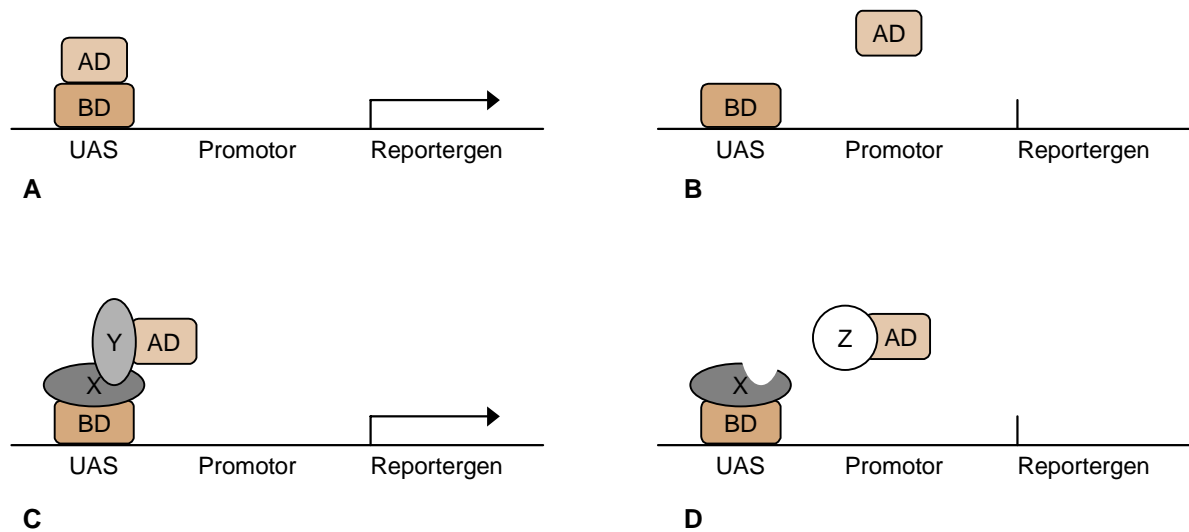 AD
BD
UAS Promotor Reportergen
A
AD
BD
UAS Promotor Reportergen
B
Y AD
X
BD
UAS Promotor Reportergen
C
Z AD
X
BD
UAS Promotor Reportergen
D